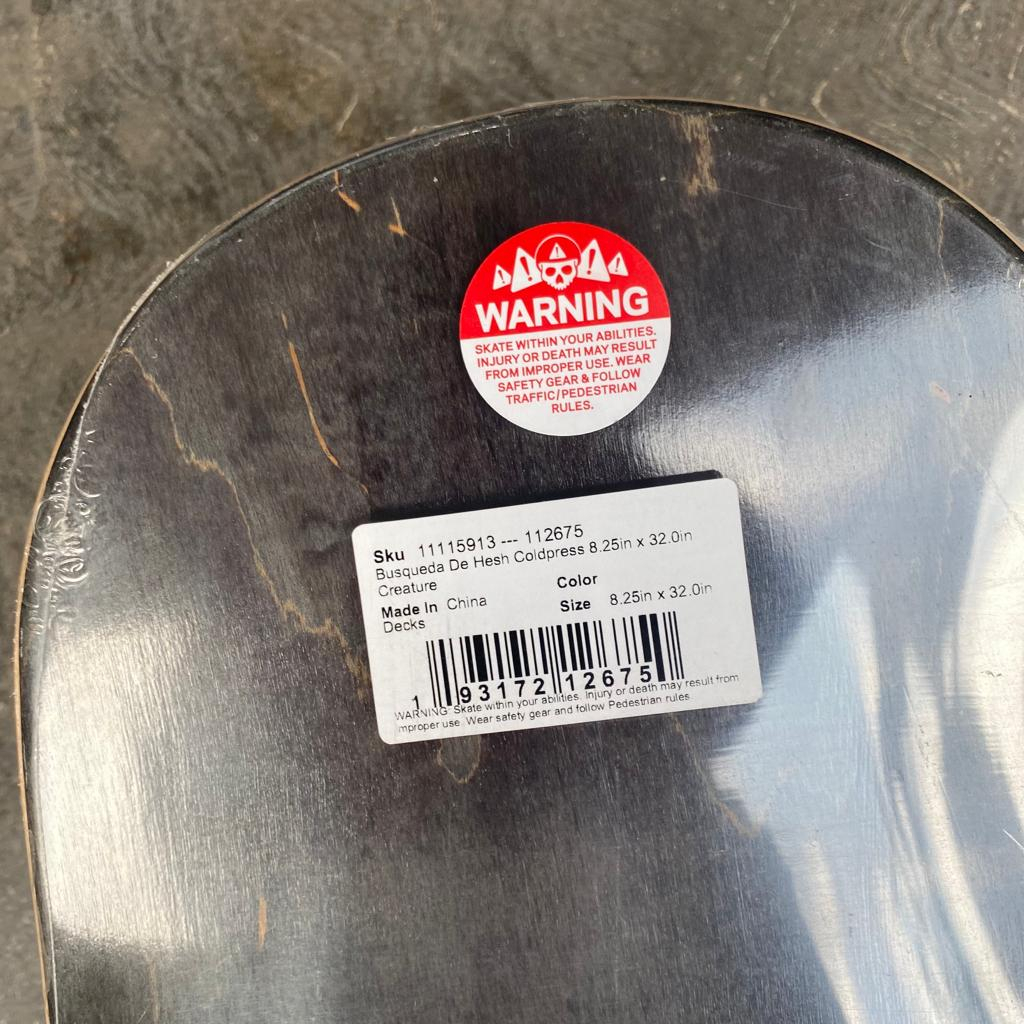 WARNING
SKATE WITHIN YOUR ABILITIES.
INJURY OR DEATH MAY RESULT
FROM IMPROPER USE. WEAR
SAFETY GEAR & FOLLOW
TRAFFIC/PEDESTRIAN
RULES.
Sku 11115913 --- 112675
Busqueda De Hesh Coldpress 8.25in x 32.0in
Creature
Color
Made In China
Size 8.25in x 32.0in
Decks
1 93172 12675
WARNING: Skate within your abilities. Injury or death may result from
improper use. Wear safety gear and follow Pedestrian rules